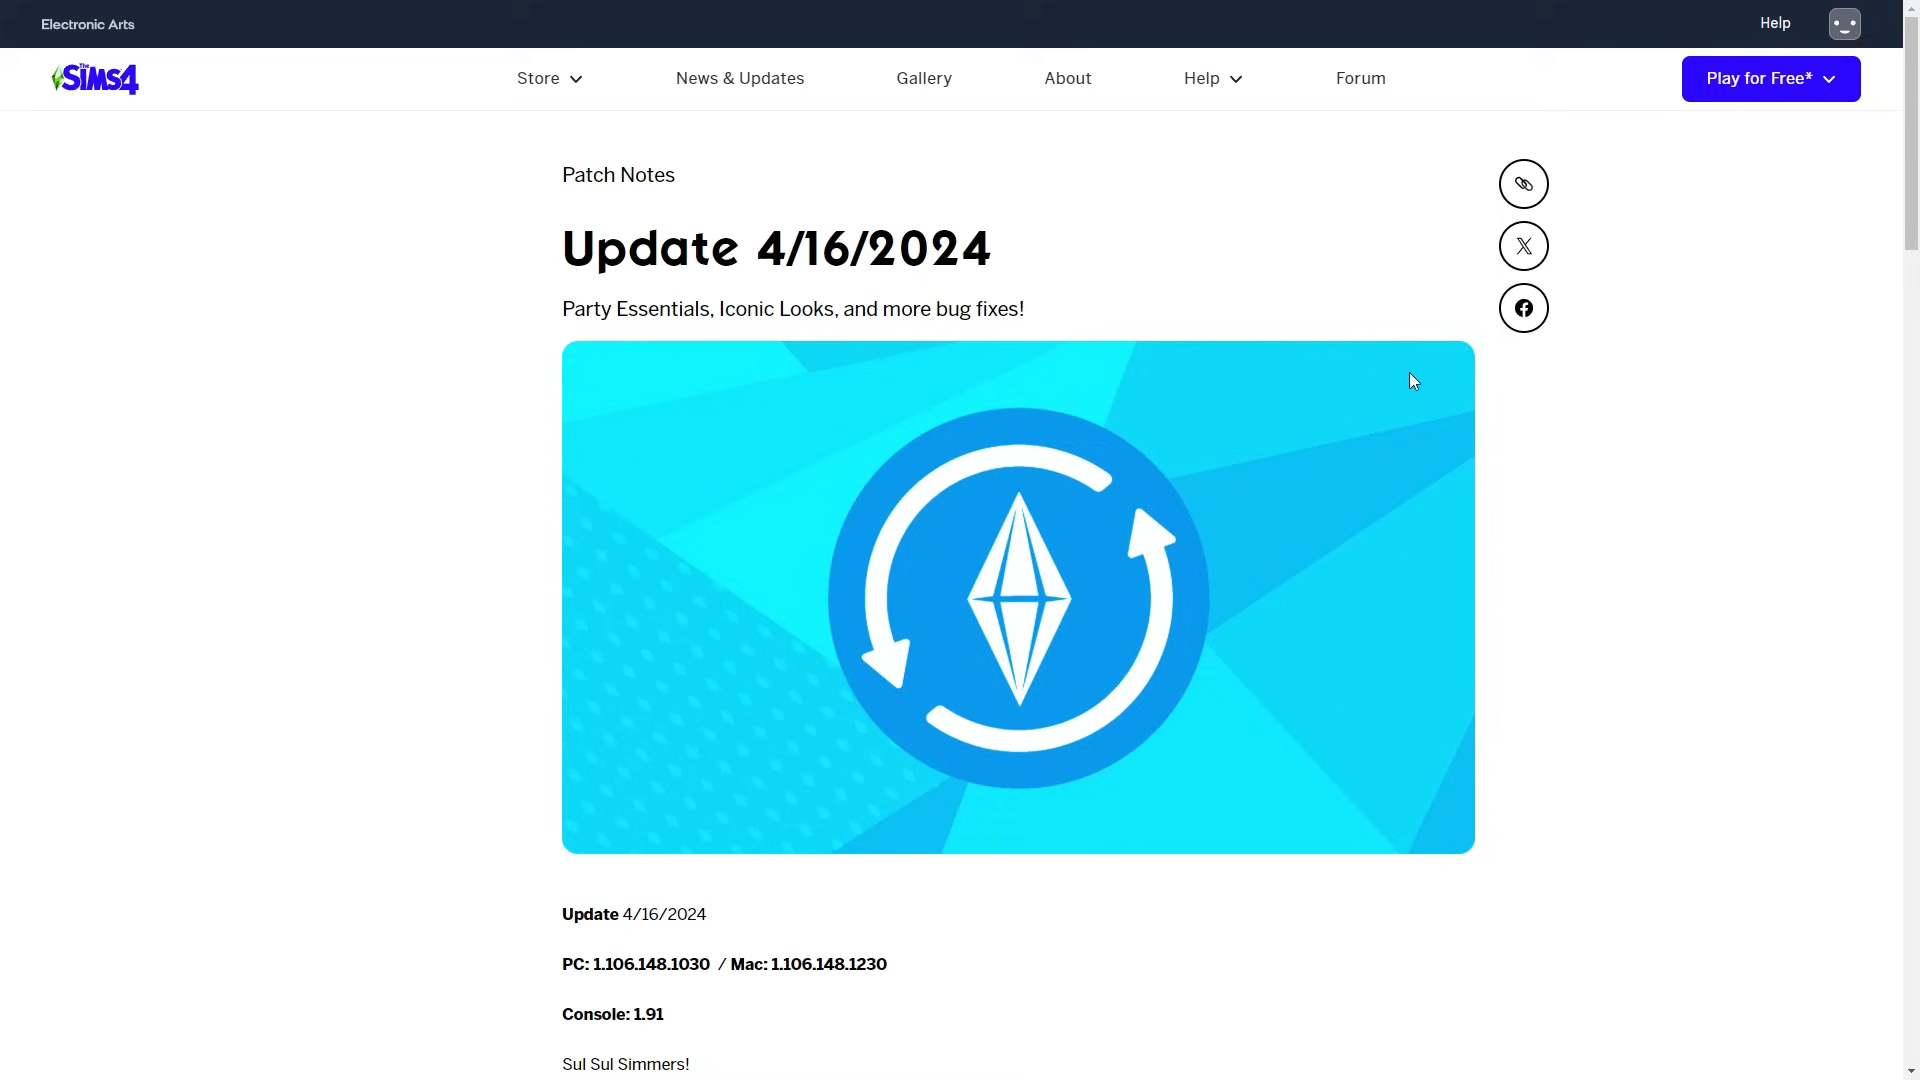 Electronic Arts
Help
The SIMS4
Store
News & Updates
Gallery
About
Help
Forum
Play for Free*
Patch Notes
Update 4/16/2024
Party Essentials, Iconic Looks, and more bug fixes!
Update 4/16/2024
PC: 1.106.148.1030 / Mac: 1.106.148.1230
Console: 1.91
Sul Sul Simmers!